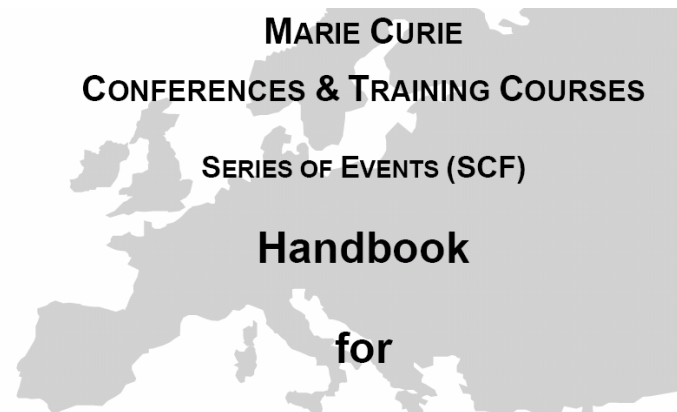 MARIE CURIE
CONFERENCES & TRAINING COURSES
SERIES OF EVENTS (SCF)
Handbook
for